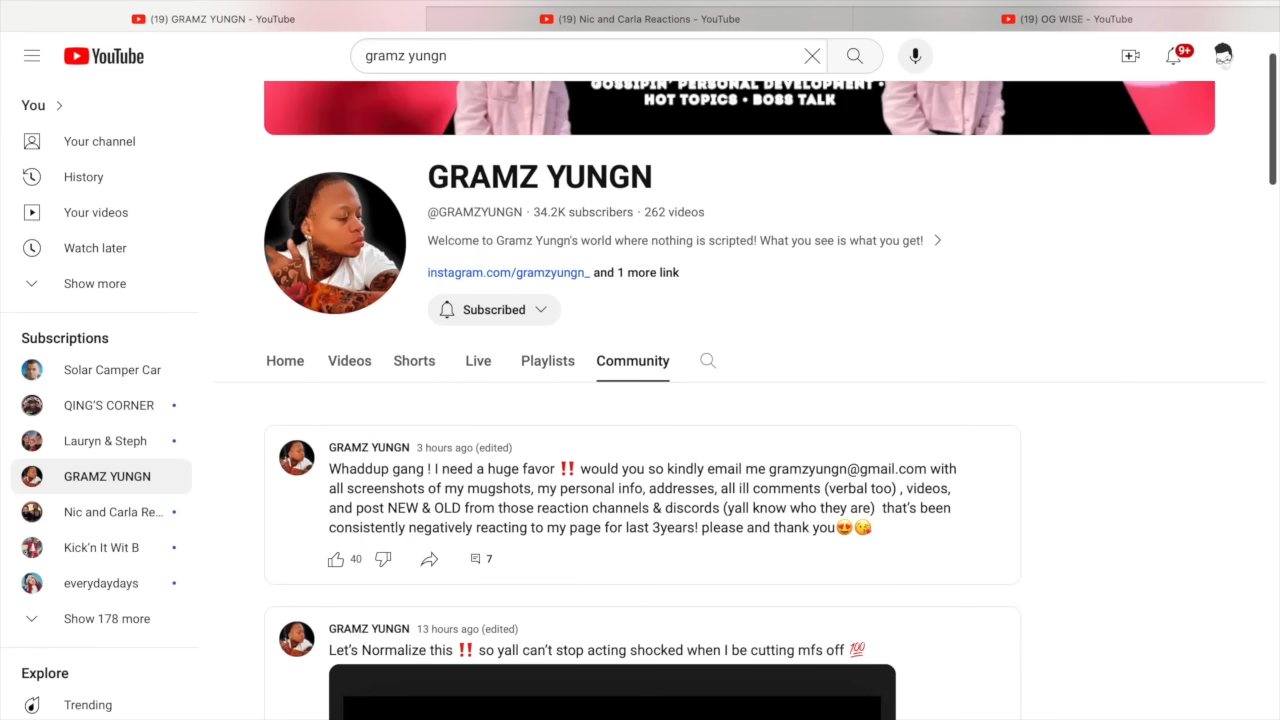 (19) GRAMZ YUNGN - YouTube
(19) Nic and Carla Reactions - YouTube
(19) OG WISE - YouTube
YouTube
gramz yungn
9+
You
Your channel
History
Your videos
Watch later
Show more
Subscriptions
Solar Camper Car
QING'S CORNER
Lauryn & Steph
GRAMZ YUNGN
Nic and Carla Re...
Kick'n It Wit B
everydaydays
Show 178 more
Explore
Trending
GOSSIPIN' PERSONAL DEVELOPMENT •
HOT TOPICS • BOSS TALK
GRAMZ YUNGN
@GRAMZYUNGN · 34.2K subscribers · 262 videos
Welcome to Gramz Yungn's world where nothing is scripted! What you see is what you get!
instagram.com/gramzyungn_ and 1 more link
Subscribed
Home Videos Shorts Live Playlists Community
GRAMZ YUNGN 3 hours ago (edited)
Whaddup gang ! I need a huge favor ‼️ would you so kindly email me gramzyungn@gmail.com with
all screenshots of my mugshots, my personal info, addresses, all ill comments (verbal too) , videos,
and post NEW & OLD from those reaction channels & discords (yall know who they are) that's been
consistently negatively reacting to my page for last 3years! please and thank you😍😘
40 7
GRAMZ YUNGN 13 hours ago (edited)
Let's Normalize this ‼️ so yall can't stop acting shocked when I be cutting mfs off 💯